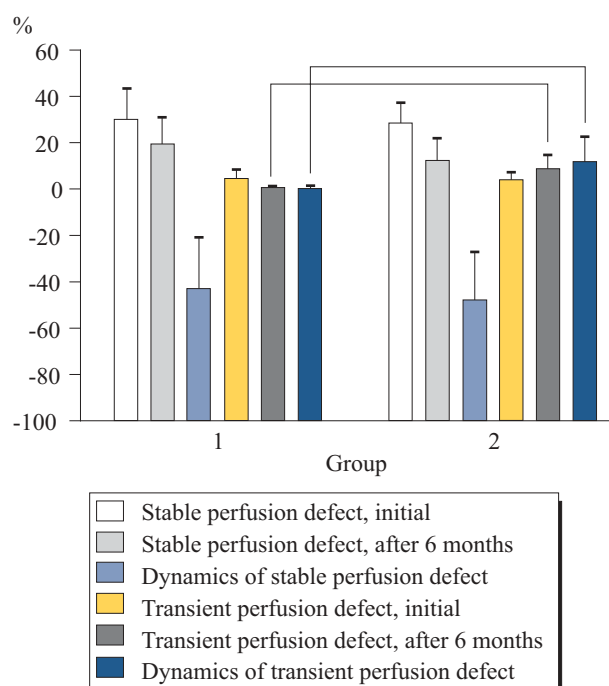 %
60
40
20
0
-20
-40
-60
-80
-100
1 2
Group
Stable perfusion defect, initial
Stable perfusion defect, after 6 months
Dynamics of stable perfusion defect
Transient perfusion defect, initial
Transient perfusion defect, after 6 months
Dynamics of transient perfusion defect